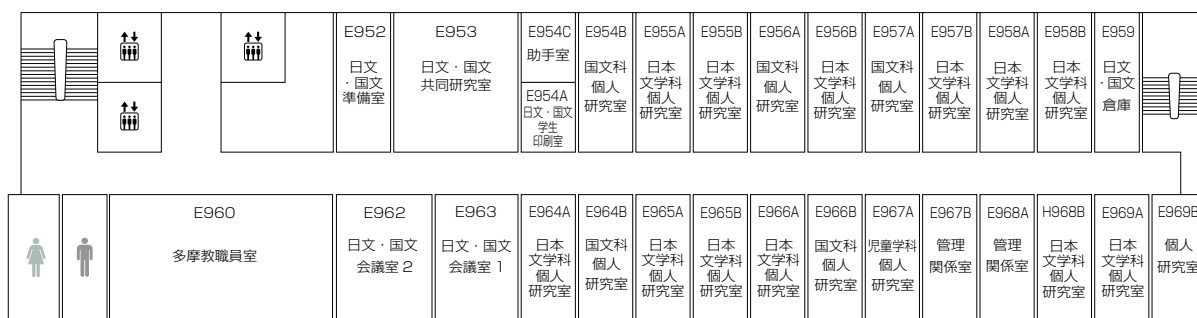 E952
日文
・国文
準備室
E953
日文・国文
共同研究室
E954C
助手室
E954A
日文・国文
学生
印刷室
E954B
国文科
個人
研究室
E955A
日本
文学科
個人
研究室
E955B
日本
文学科
個人
研究室
E956A
国文科
個人
研究室
E956B
日本
文学科
個人
研究室
E957A
国文科
個人
研究室
E957B
日本
文学科
個人
研究室
E958A
日本
文学科
個人
研究室
E958B
日本
文学科
個人
研究室
E959
日文
・国文
倉庫
E960
多摩教職員室
E962
日文・国文
会議室 2
E963
日文・国文
会議室 1
E964A
日本
文学科
個人
研究室
E964B
国文科
個人
研究室
E965A
日本
文学科
個人
研究室
E965B
日本
文学科
個人
研究室
E966A
日本
文学科
個人
研究室
E966B
国文科
個人
研究室
E967A
児童学科
個人
研究室
E967B
管理
関係室
E968A
管理
関係室
H968B
日本
文学科
個人
研究室
E969A
日本
文学科
個人
研究室
E969B
個人
研究室